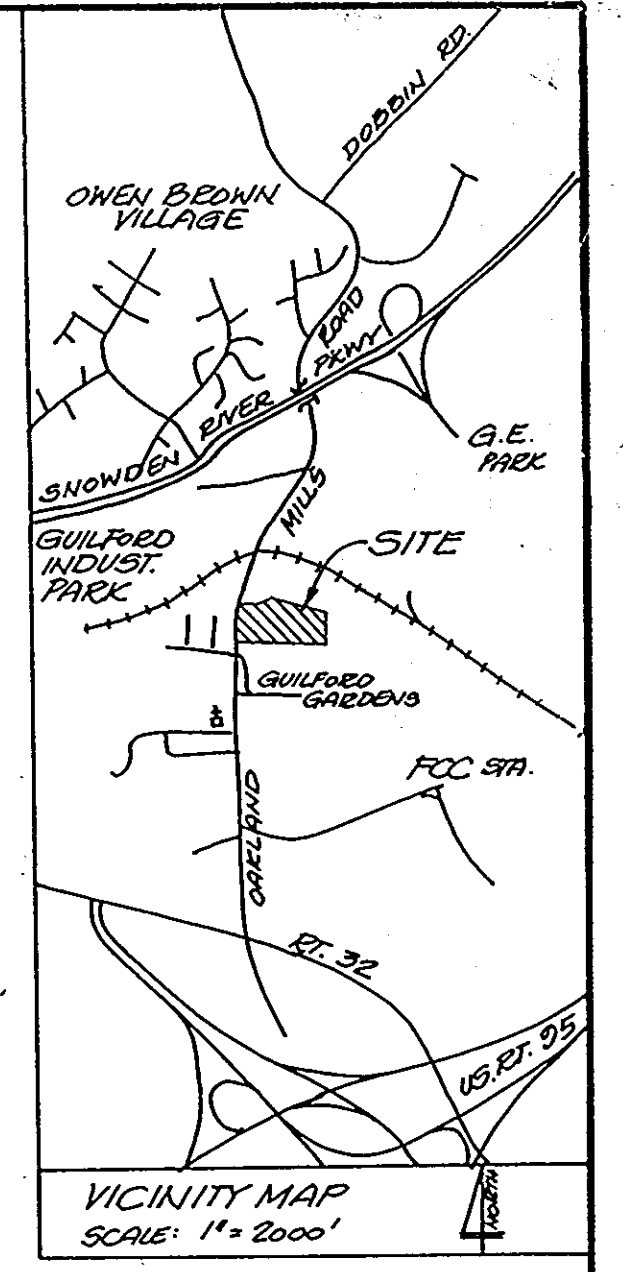 DOBBIN RD.
OWEN BROWN
VILLAGE
ROAD
PKWY
RIVER
SNOWDEN
G.E.
PARK
MILLS
GUILFORD
INDUST.
PARK
SITE
GUILFORD
GARDENS
FCC STA.
OAKLAND
RT. 32
US. RT. 95
VICINITY MAP
SCALE: 1" = 2000'
NORTH